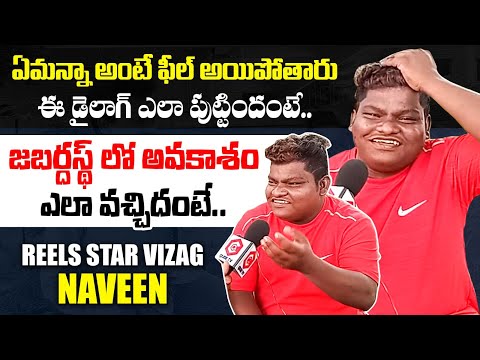 ఏమన్నా అంటే ఫీల్ అయిపోతారు
ఈ డైలాగ్ ఎలా పుట్టిందంటే..
జబర్దస్థ్ లో అవకాశం
ఎలా వచ్చిదంటే..
REELS STAR VIZAG
NAVEEN